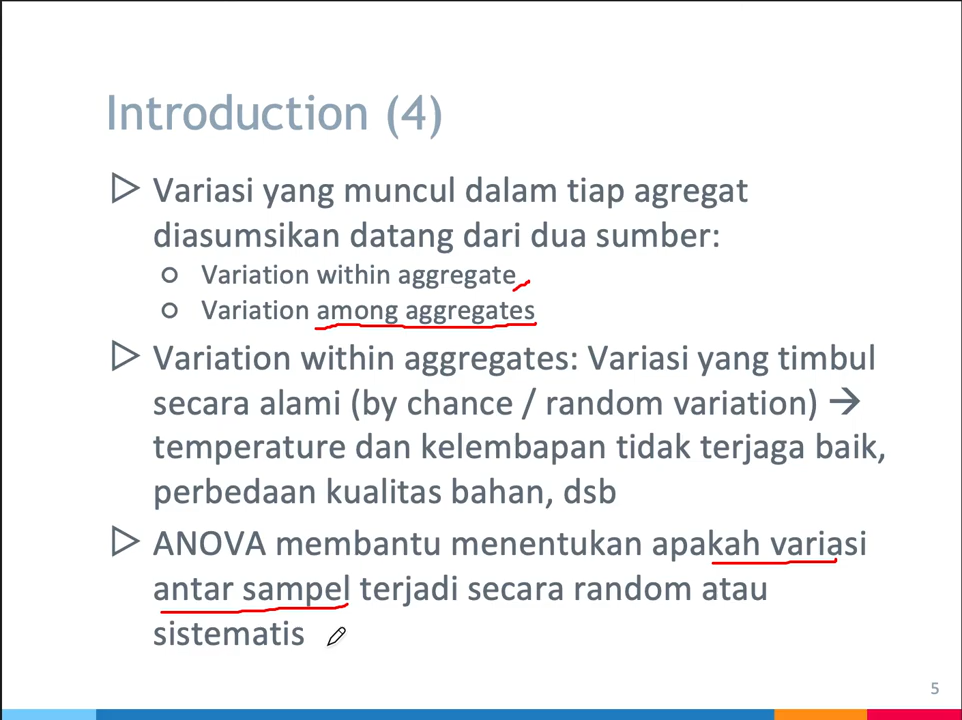 Introduction (4)
Variasi yang muncul dalam tiap agregat
diasumsikan datang dari dua sumber:
Variation within aggregate
Variation among aggregates
Variation within aggregates: Variasi yang timbul
secara alami (by chance / random variation) →
temperature dan kelembapan tidak terjaga baik,
perbedaan kualitas bahan, dsb
ANOVA membantu menentukan apakah variasi
antar sampel terjadi secara random atau
sistematis
5